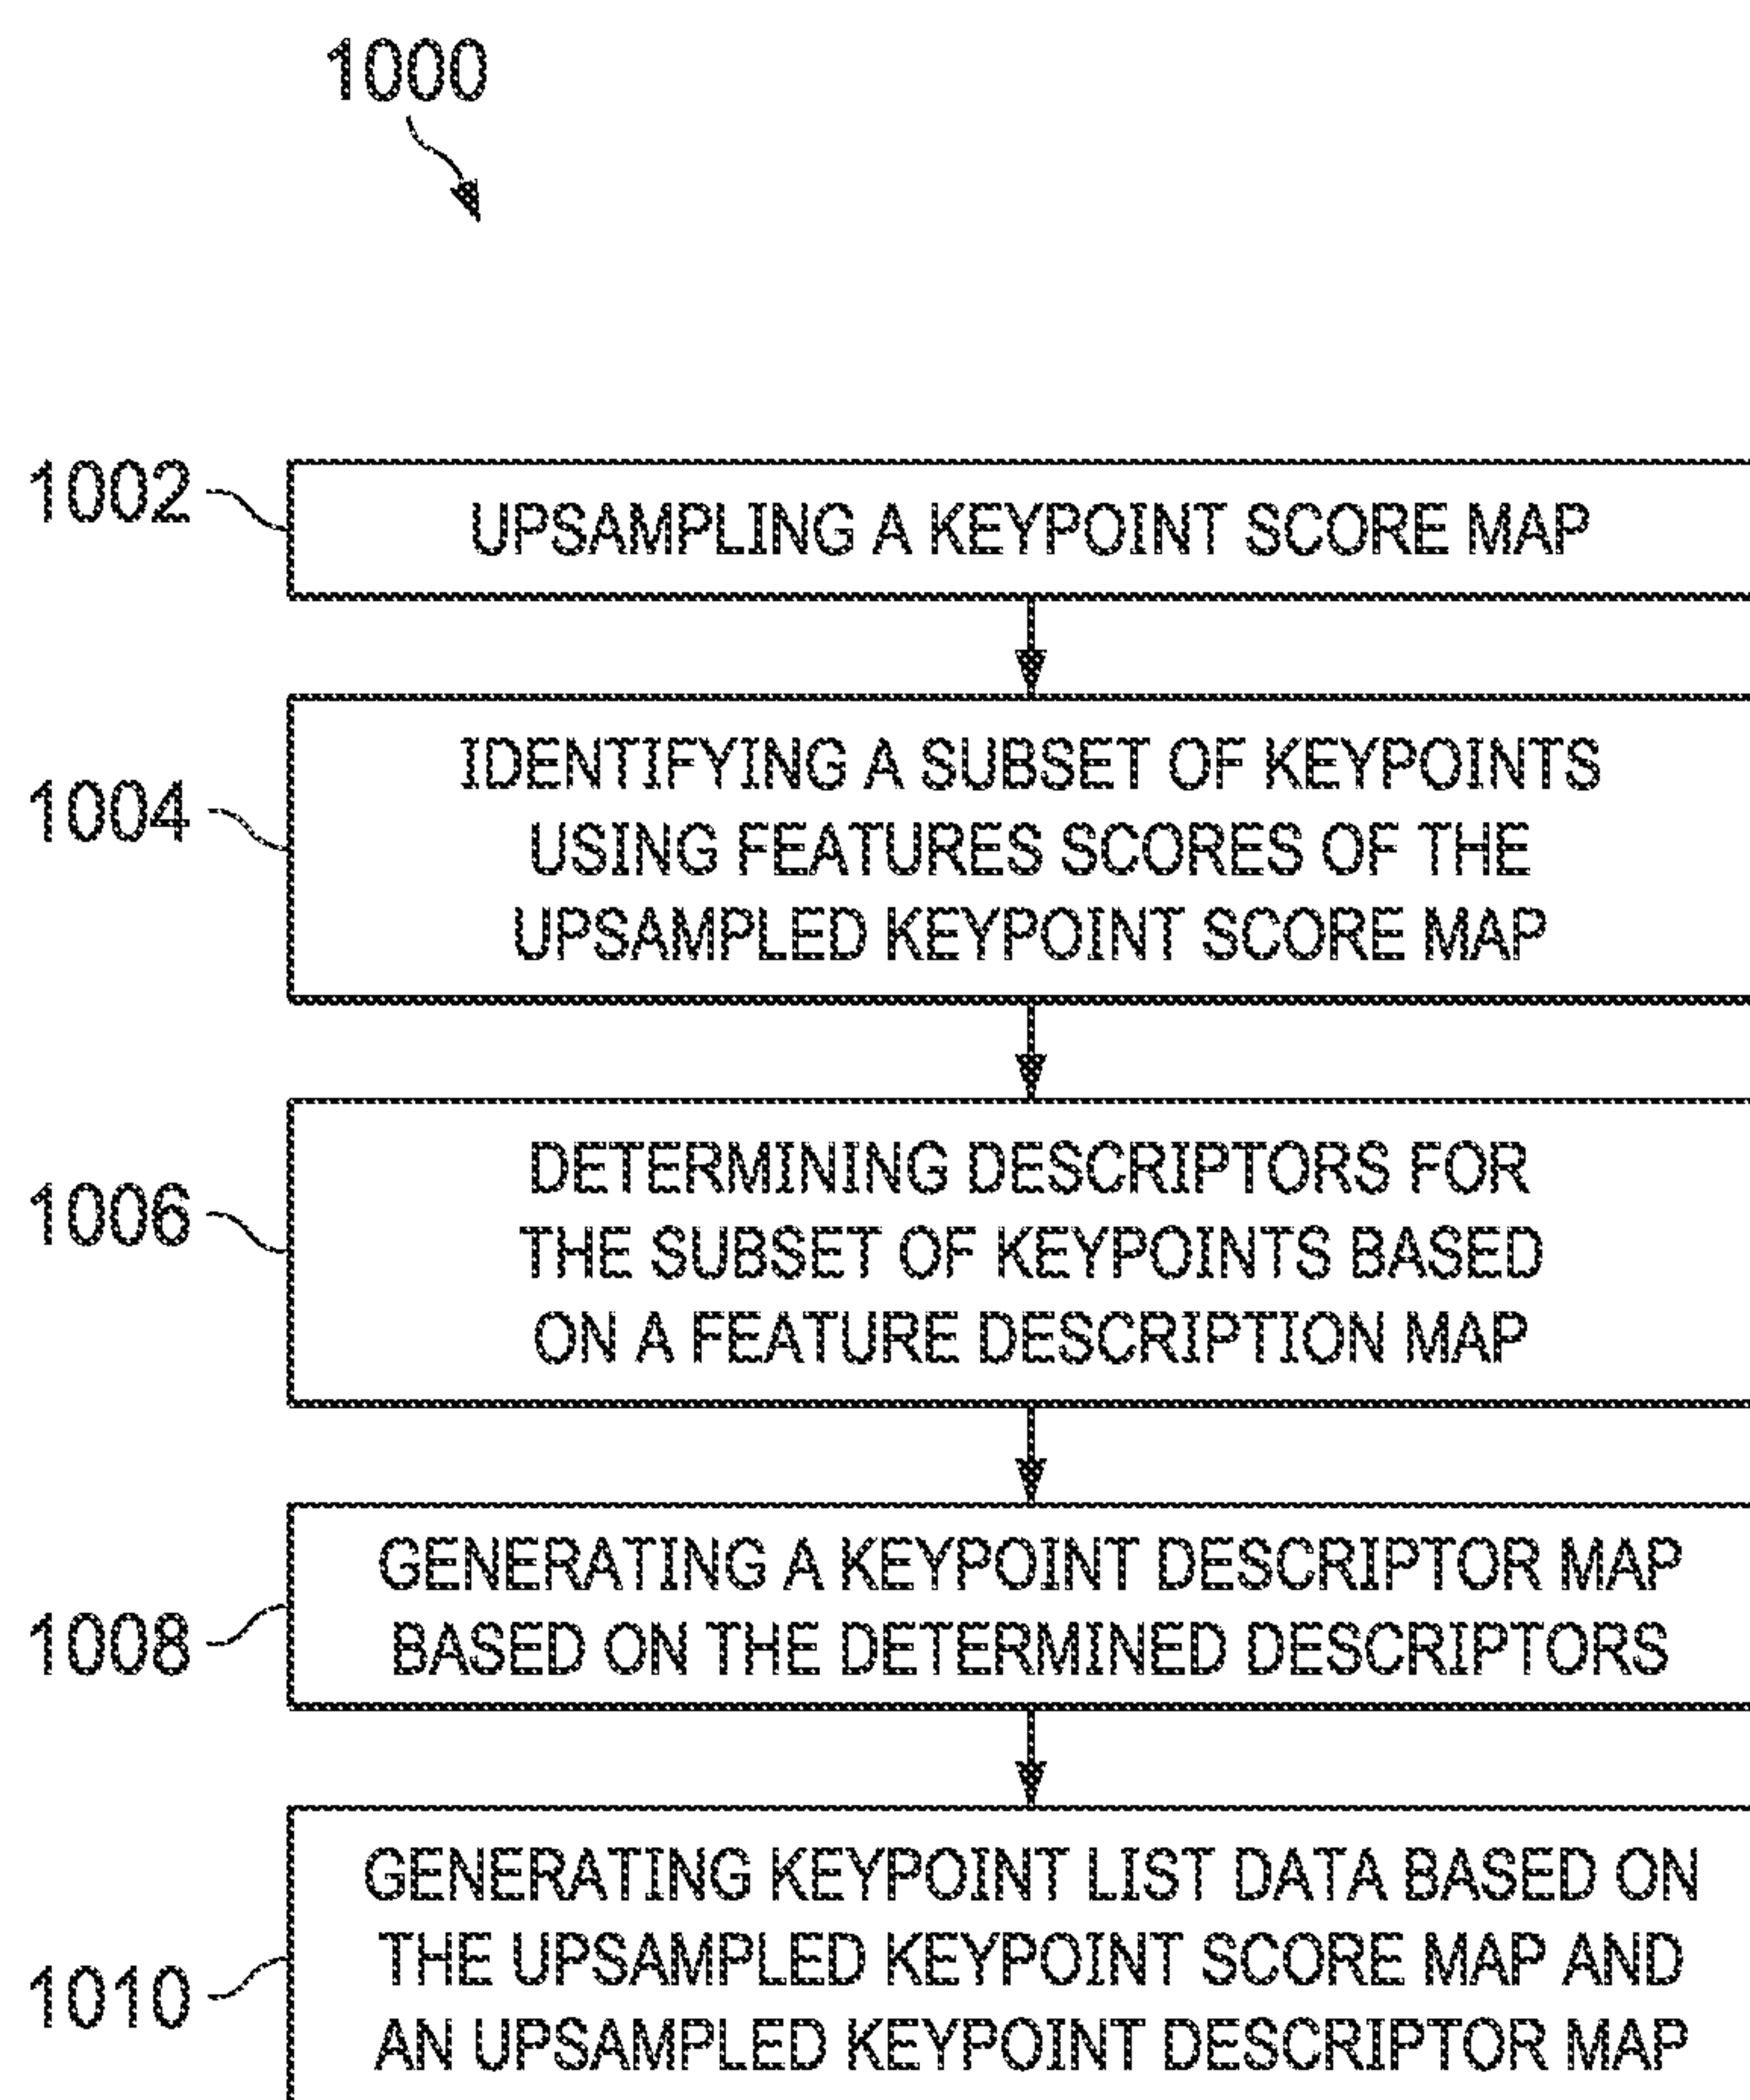 1000
1002
UPSAMPLING A KEYPOINT SCORE MAP
1004
IDENTIFYING A SUBSET OF KEYPOINTS
USING FEATURES SCORES OF THE
UPSAMPLED KEYPOINT SCORE MAP
1006
DETERMINING DESCRIPTORS FOR
THE SUBSET OF KEYPOINTS BASED
ON A FEATURE DESCRIPTION MAP
1008
GENERATING A KEYPOINT DESCRIPTOR MAP
BASED ON THE DETERMINED DESCRIPTORS
1010
GENERATING KEYPOINT LIST DATA BASED ON
THE UPSAMPLED KEYPOINT SCORE MAP AND
AN UPSAMPLED KEYPOINT DESCRIPTOR MAP